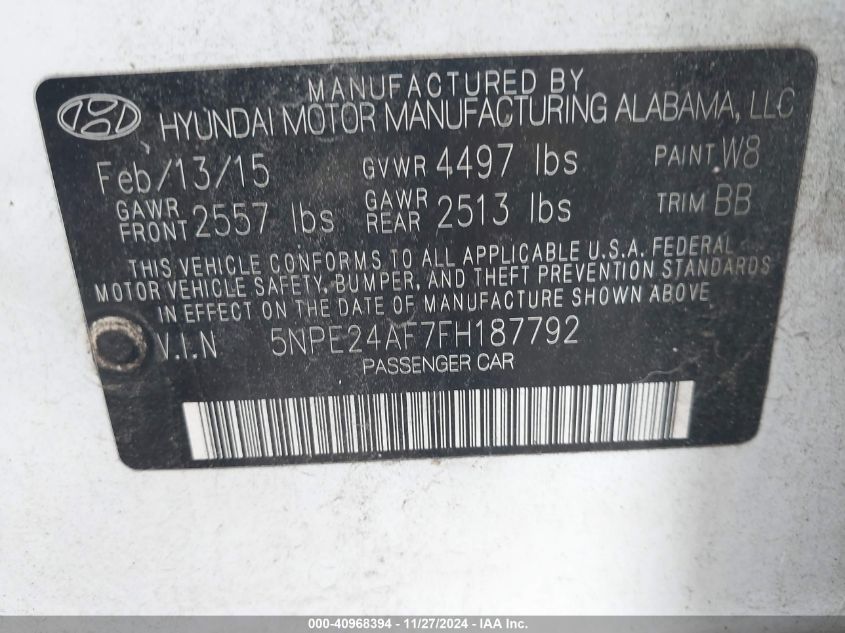 MANUFACTURED BY
HYUNDAI MOTOR MANUFACTURING ALABAMA, LLC
Feb/13/15 GVWR 4497 lbs PAINT W8
GAWR FRONT 2557 lbs GAWR REAR 2513 lbs TRIM BB
THIS VEHICLE CONFORMS TO ALL APPLICABLE U.S.A. FEDERAL
MOTOR VEHICLE SAFETY, BUMPER, AND THEFT PREVENTION STANDARDS
IN EFFECT ON THE DATE OF MANUFACTURE SHOWN ABOVE
V.I.N 5NPE24AF7FH187792
PASSENGER CAR
000-40968394 - 11/27/2024 - IAA Inc.